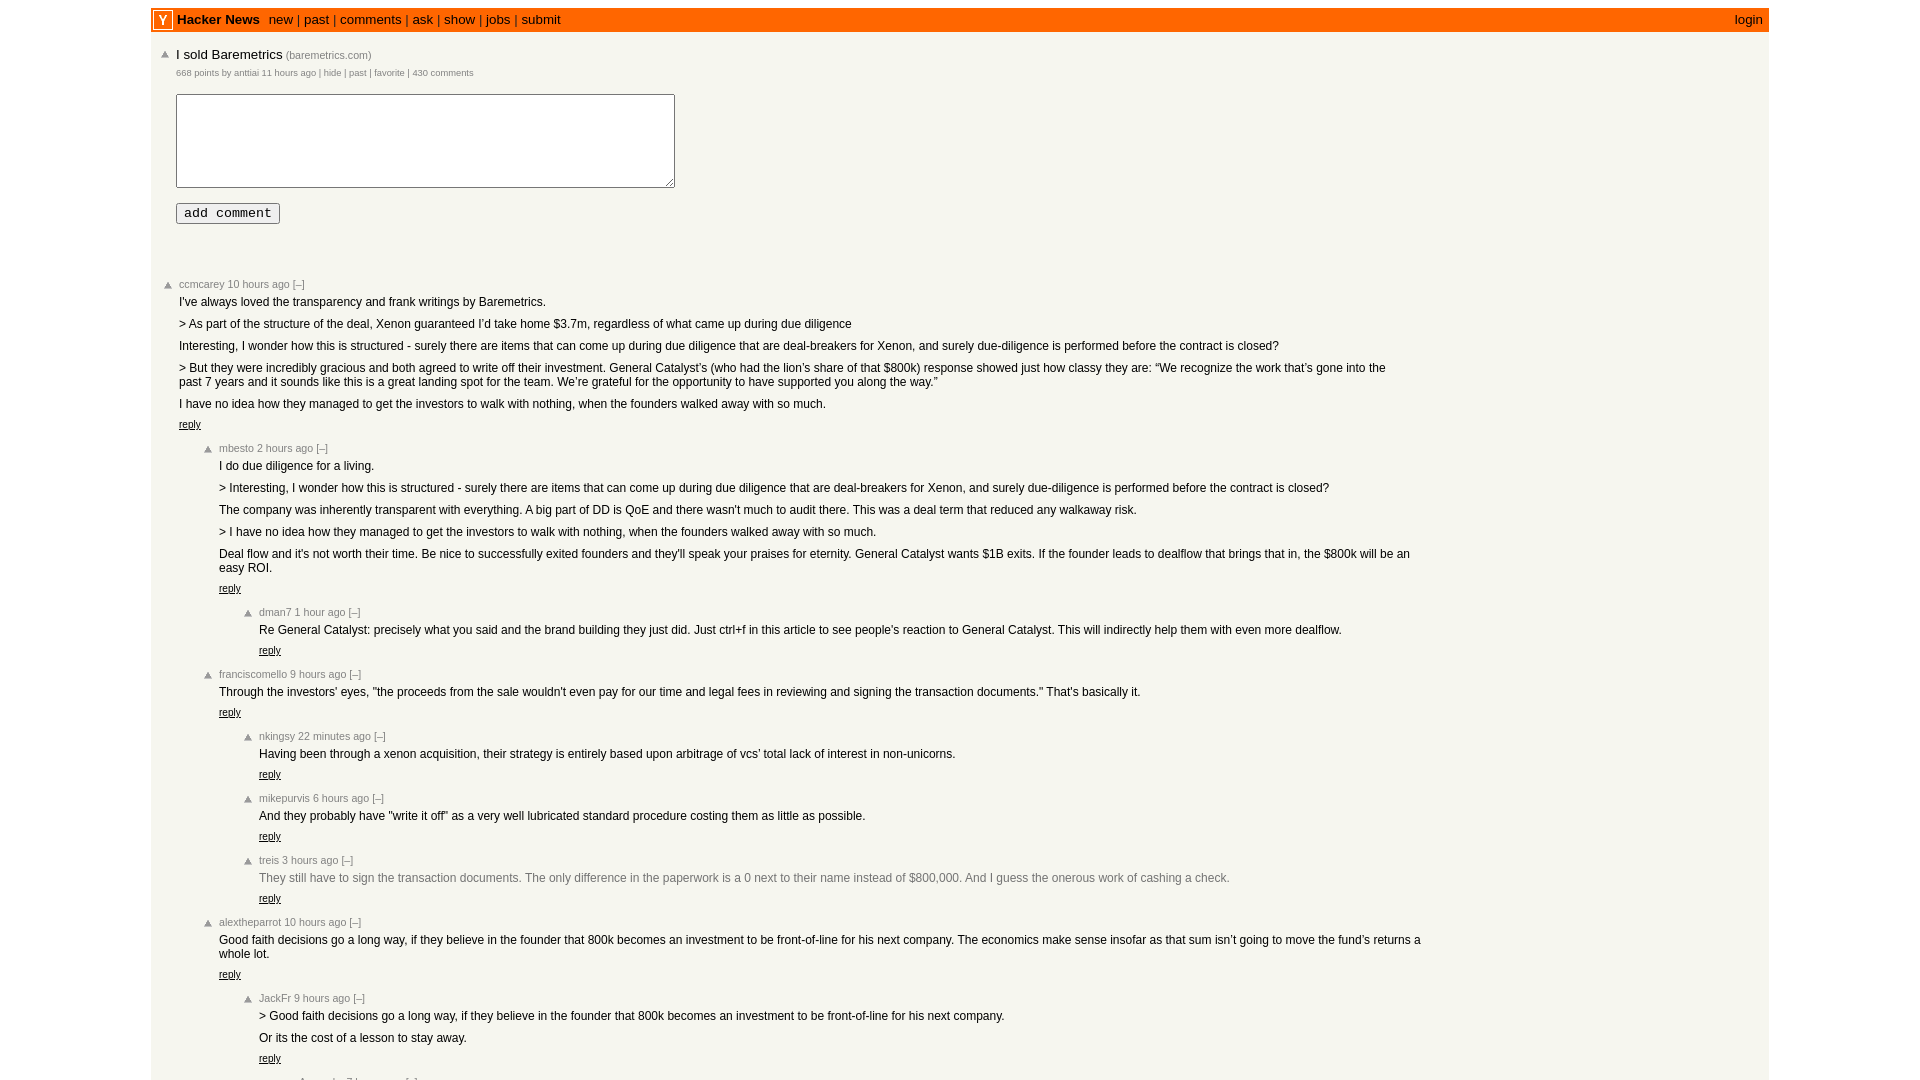 Y Hacker News new | past | comments | ask | show | jobs | submit login
I sold Baremetrics (baremetrics.com)
668 points by anttiai 11 hours ago | hide | past | favorite | 430 comments
add comment
ccmcarey 10 hours ago [–]
I've always loved the transparency and frank writings by Baremetrics.
> As part of the structure of the deal, Xenon guaranteed I’d take home $3.7m, regardless of what came up during due diligence
Interesting, I wonder how this is structured - surely there are items that can come up during due diligence that are deal-breakers for Xenon, and surely due-diligence is performed before the contract is closed?
> But they were incredibly gracious and both agreed to write off their investment. General Catalyst’s (who had the lion’s share of that $800k) response showed just how classy they are: “We recognize the work that’s gone into the
past 7 years and it sounds like this is a great landing spot for the team. We’re grateful for the opportunity to have supported you along the way.”
I have no idea how they managed to get the investors to walk with nothing, when the founders walked away with so much.
reply
mbesto 2 hours ago [–]
I do due diligence for a living.
> Interesting, I wonder how this is structured - surely there are items that can come up during due diligence that are deal-breakers for Xenon, and surely due-diligence is performed before the contract is closed?
The company was inherently transparent with everything. A big part of DD is QoE and there wasn't much to audit there. This was a deal term that reduced any walkaway risk.
> I have no idea how they managed to get the investors to walk with nothing, when the founders walked away with so much.
Deal flow and it's not worth their time. Be nice to successfully exited founders and they'll speak your praises for eternity. General Catalyst wants $1B exits. If the founder leads to dealflow that brings that in, the $800k will be an
easy ROI.
reply
dman7 1 hour ago [–]
Re General Catalyst: precisely what you said and the brand building they just did. Just ctrl+f in this article to see people's reaction to General Catalyst. This will indirectly help them with even more dealflow.
reply
franciscomello 9 hours ago [–]
Through the investors' eyes, "the proceeds from the sale wouldn't even pay for our time and legal fees in reviewing and signing the transaction documents." That's basically it.
reply
nkingsy 22 minutes ago [–]
Having been through a xenon acquisition, their strategy is entirely based upon arbitrage of vcs’ total lack of interest in non-unicorns.
reply
mikepurvis 6 hours ago [–]
And they probably have "write it off" as a very well lubricated standard procedure costing them as little as possible.
reply
treis 3 hours ago [–]
They still have to sign the transaction documents. The only difference in the paperwork is a 0 next to their name instead of $800,000. And I guess the onerous work of cashing a check.
reply
alextheparrot 10 hours ago [–]
Good faith decisions go a long way, if they believe in the founder that 800k becomes an investment to be front-of-line for his next company. The economics make sense insofar as that sum isn’t going to move the fund’s returns a
whole lot.
reply
JackFr 9 hours ago [–]
> Good faith decisions go a long way, if they believe in the founder that 800k becomes an investment to be front-of-line for his next company.
Or its the cost of a lesson to stay away.
reply